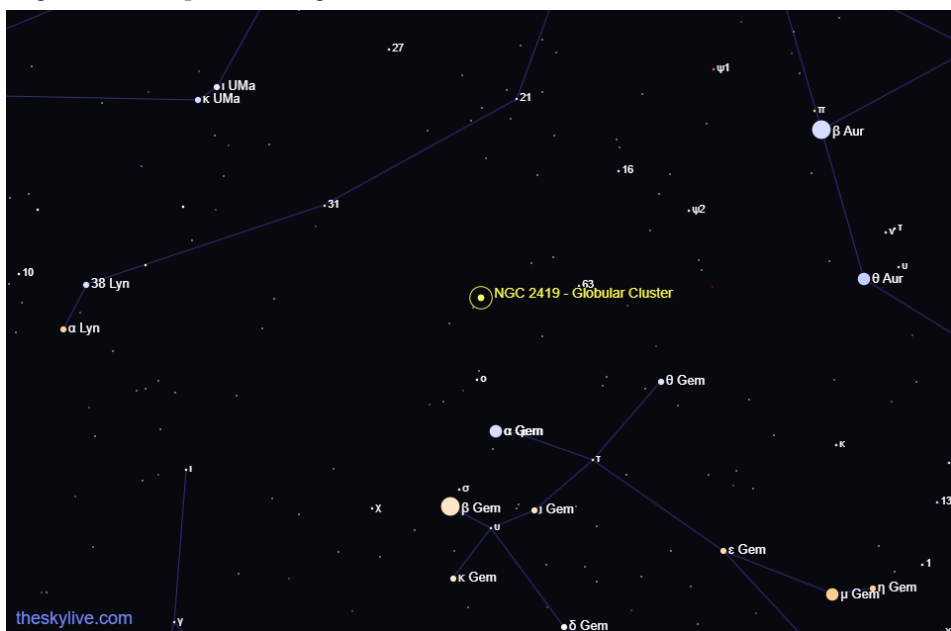 27
ψ1
ι UMa
κ UMa
21
π
β Aur
16
ψ2
31
ν
τ
υ
10
38 Lyn
63
θ Aur
NGC 2419 - Globular Cluster
α Lyn
ο
θ Gem
α Gem
κ
τ
ι
σ
χ
β Gem
ι Gem
13
υ
ε Gem
κ Gem
1
η Gem
μ Gem
γ
δ Gem
theskylive.com